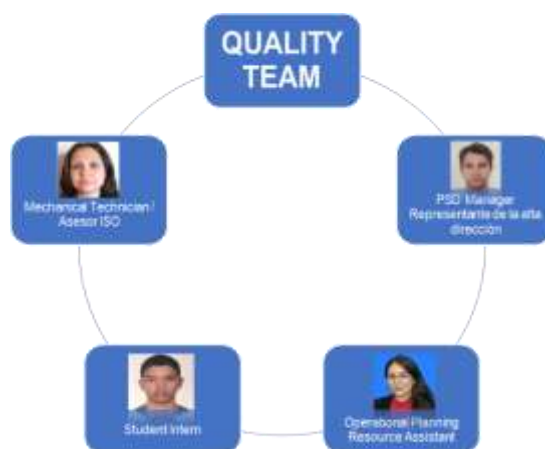 QUALITY
TEAM
Mechanical Technician /
Asesor ISO
PSD Manager
Representante de la alta
dirección
Student Intern
Operational Planning
Resource Assistant